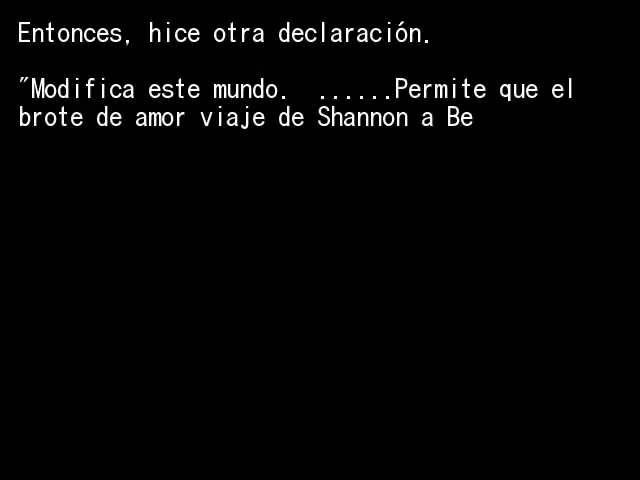 Entonces, hice otra declaración.
"Modifica este mundo.  ......Permite que el
brote de amor viaje de Shannon a Be